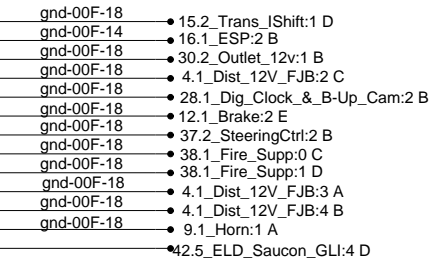 gnd-00F-18
15.2_Trans_IShift:1 D
gnd-00F-14
16.1_ESP:2 B
gnd-00F-18
30.2_Outlet_12v:1 B
gnd-00F-18
4.1_Dist_12V_FJB:2 C
gnd-00F-18
28.1_Dig_Clock_&_B-Up_Cam:2 B
gnd-00F-18
12.1_Brake:2 E
gnd-00F-18
37.2_SteeringCtrl:2 B
gnd-00F-18
38.1_Fire_Supp:0 C
gnd-00F-18
38.1_Fire_Supp:1 D
gnd-00F-18
4.1_Dist_12V_FJB:3 A
gnd-00F-18
4.1_Dist_12V_FJB:4 B
gnd-00F-18
9.1_Horn:1 A
42.5_ELD_Saucon_GLI:4 D